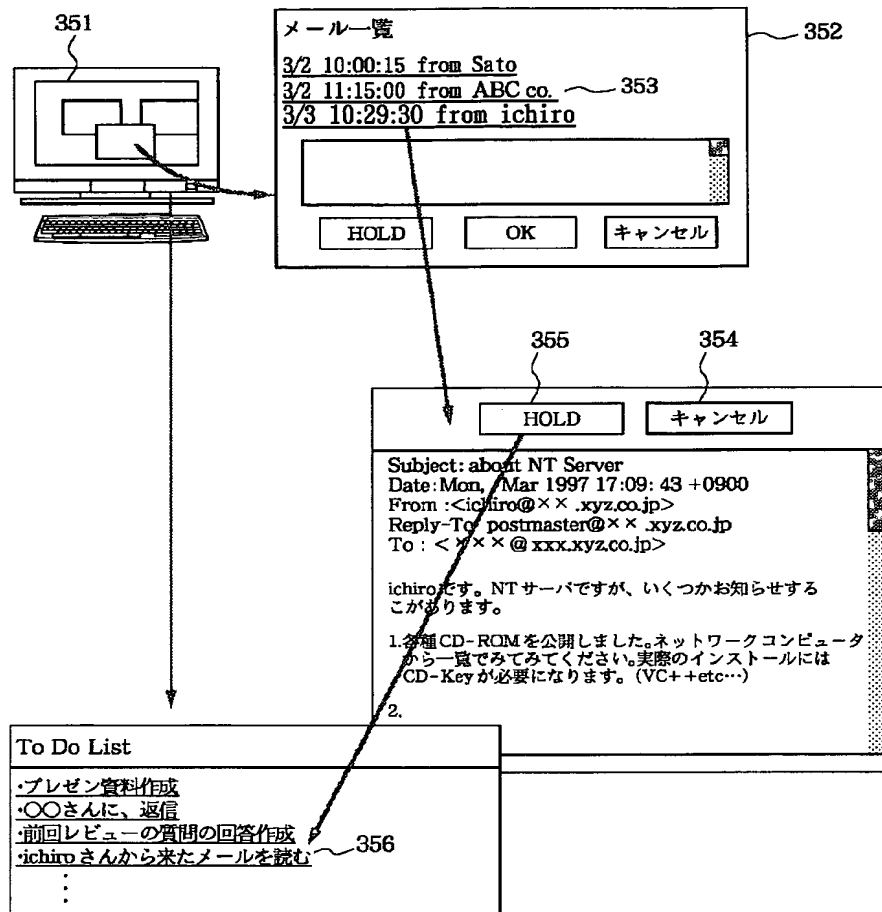 351
メール一覧
352
3/2 10:00:15 from Sato
3/2 11:15:00 from ABC co.
353
3/3 10:29:30 from ichiro
HOLD
OK
キャンセル
355
354
HOLD
キャンセル
Subject: about NT Server
Date:Mon, Mar 1997 17:09: 43 +0900
From :<ichiro@×× .xyz.co.jp>
Reply-To: postmaster@×× .xyz.co.jp
To : < ××× @ xxx.xyz.co.jp>
ichiroです。NTサーバですが、いくつかお知らせする
こがあります。
1.各種CD-ROMを公開しました。ネットワークコンピュータ
から一覧でみてみてください。実際のインストールには
CD-Keyが必要になります。(VC++etc…)
2.
To Do List
・プレゼン資料作成
・○○さんに、返信
・前回レビューの質問の回答作成
・ichiroさんから来たメールを読む
356